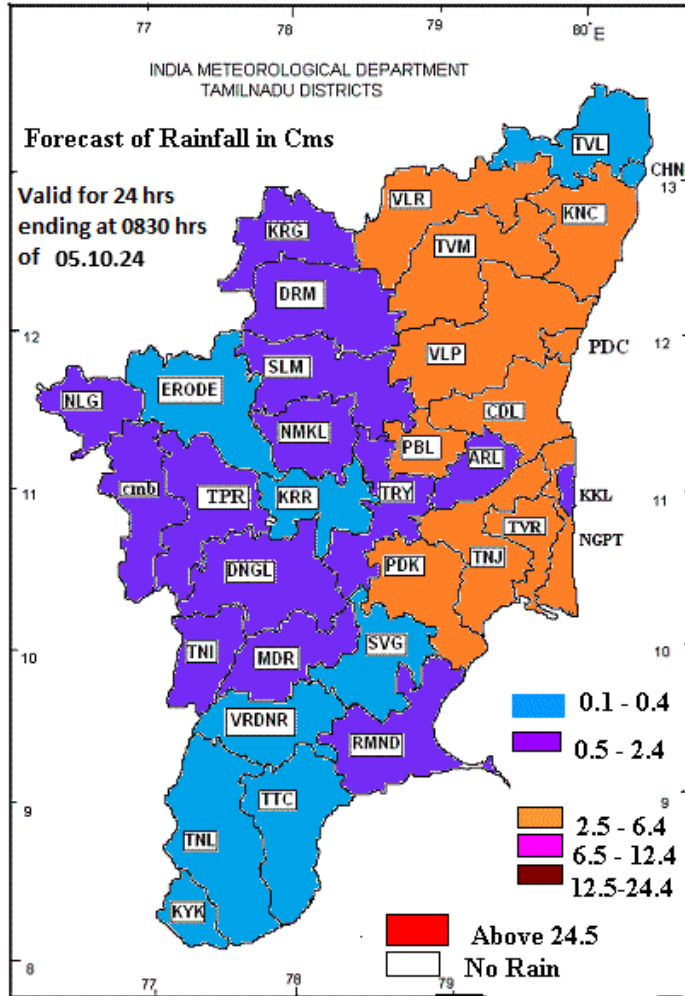 77 78 79 80°E
INDIA METEOROLOGICAL DEPARTMENT
TAMILNADU DISTRICTS
Forecast of Rainfall in Cms
TVL
CHN
13
Valid for 24 hrs
ending at 0830 hrs
of 05.10.24
VLR
KNC
KRG
TVM
DRM
12
12
PDC
VLP
SLM
ERODE
NLG
CDL
NMKL
PBL
ARL
11
cmb
TPR
KRR
TRY
11
KKL
TVR
NGPT
DNGL
PDK
TNJ
10
TNI
MDR
SVG
10
0.1 - 0.4
VRDNR
RMND
0.5 - 2.4
9
TTC
9
2.5 - 6.4
TNL
6.5 - 12.4
12.5-24.4
KYK
Above 24.5
8
No Rain
77 78 79